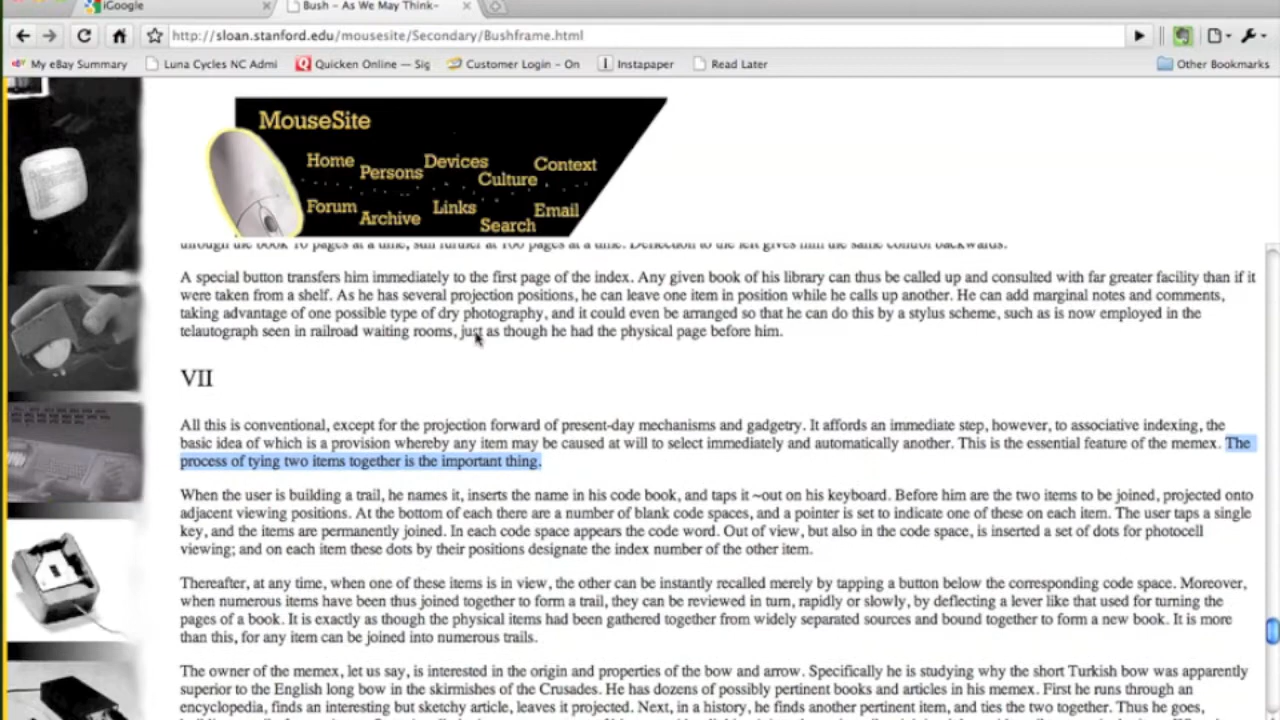 iGoogle
Bush - As We May Think-
http://sloan.stanford.edu/mousesite/Secondary/Bushframe.html
My eBay Summary Luna Cycles NC Admi Quicken Online — Sig Customer Login - On Instapaper Read Later Other Bookmarks
MouseSite
Home Persons Devices Culture Context
Forum Archive Links Search Email
through the book 10 pages at a time, still further at 100 pages at a time. Deflection to the left gives him the same control backwards.
A special button transfers him immediately to the first page of the index. Any given book of his library can thus be called up and consulted with far greater facility than if it
were taken from a shelf. As he has several projection positions, he can leave one item in position while he calls up another. He can add marginal notes and comments,
taking advantage of one possible type of dry photography, and it could even be arranged so that he can do this by a stylus scheme, such as is now employed in the
telautograph seen in railroad waiting rooms, just as though he had the physical page before him.
VII
All this is conventional, except for the projection forward of present-day mechanisms and gadgetry. It affords an immediate step, however, to associative indexing, the
basic idea of which is a provision whereby any item may be caused at will to select immediately and automatically another. This is the essential feature of the memex. The
process of tying two items together is the important thing.
When the user is building a trail, he names it, inserts the name in his code book, and taps it ~out on his keyboard. Before him are the two items to be joined, projected onto
adjacent viewing positions. At the bottom of each there are a number of blank code spaces, and a pointer is set to indicate one of these on each item. The user taps a single
key, and the items are permanently joined. In each code space appears the code word. Out of view, but also in the code space, is inserted a set of dots for photocell
viewing; and on each item these dots by their positions designate the index number of the other item.
Thereafter, at any time, when one of these items is in view, the other can be instantly recalled merely by tapping a button below the corresponding code space. Moreover,
when numerous items have been thus joined together to form a trail, they can be reviewed in turn, rapidly or slowly, by deflecting a lever like that used for turning the
pages of a book. It is exactly as though the physical items had been gathered together from widely separated sources and bound together to form a new book. It is more
than this, for any item can be joined into numerous trails.
The owner of the memex, let us say, is interested in the origin and properties of the bow and arrow. Specifically he is studying why the short Turkish bow was apparently
superior to the English long bow in the skirmishes of the Crusades. He has dozens of possibly pertinent books and articles in his memex. First he runs through an
encyclopedia, finds an interesting but sketchy article, leaves it projected. Next, in a history, he finds another pertinent item, and ties the two together. Thus he goes,